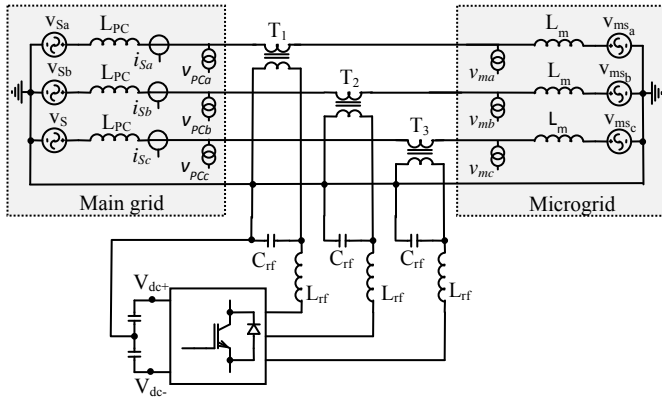 v_Sa L_PC i_Sa v_PCa T_1 v_ma L_m v_ms_a
v_Sb L_PC i_Sb v_PCb T_2 v_mb L_m v_ms_b
v_S L_PC i_Sc v_PCc T_3 v_mc L_m v_ms_c
Main grid Microgrid
C_rf C_rf C_rf
L_rf L_rf L_rf
V_dc+
V_dc-